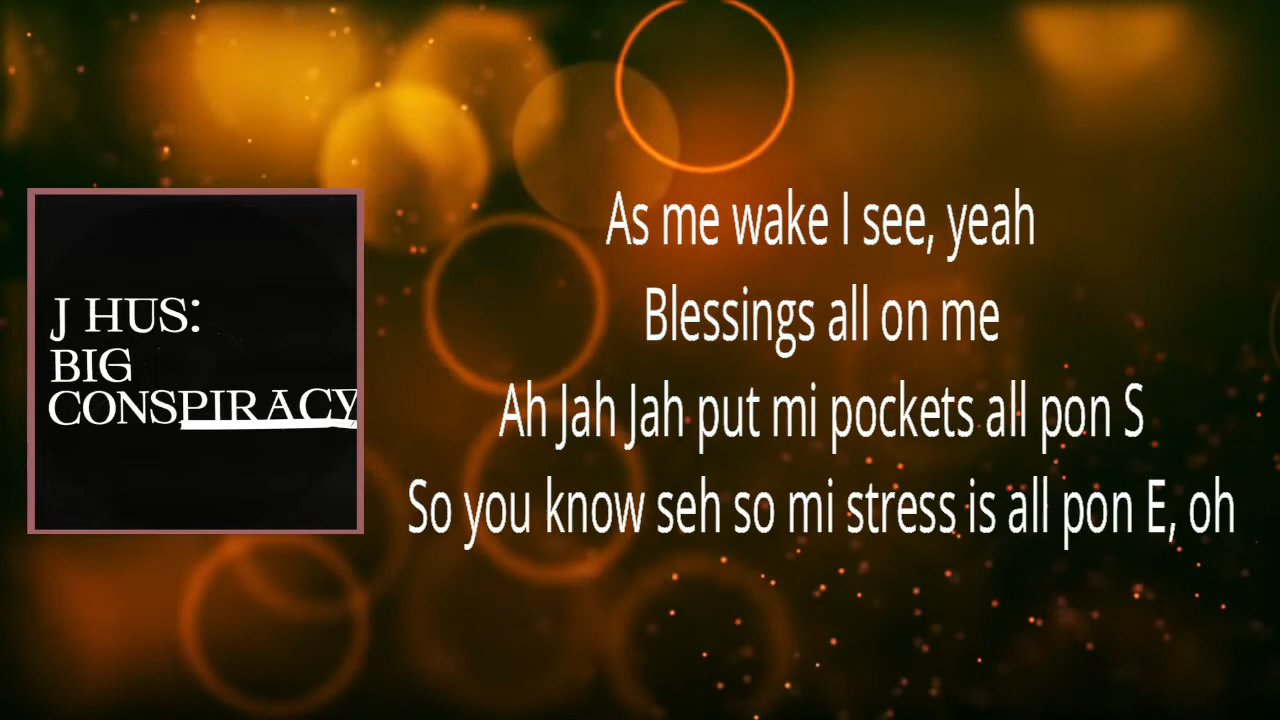 J HUS:
BIG
CONSPIRACY
As me wake I see, yeah
Blessings all on me
Ah Jah Jah put mi pockets all pon S
So you know seh so mi stress is all pon E, oh